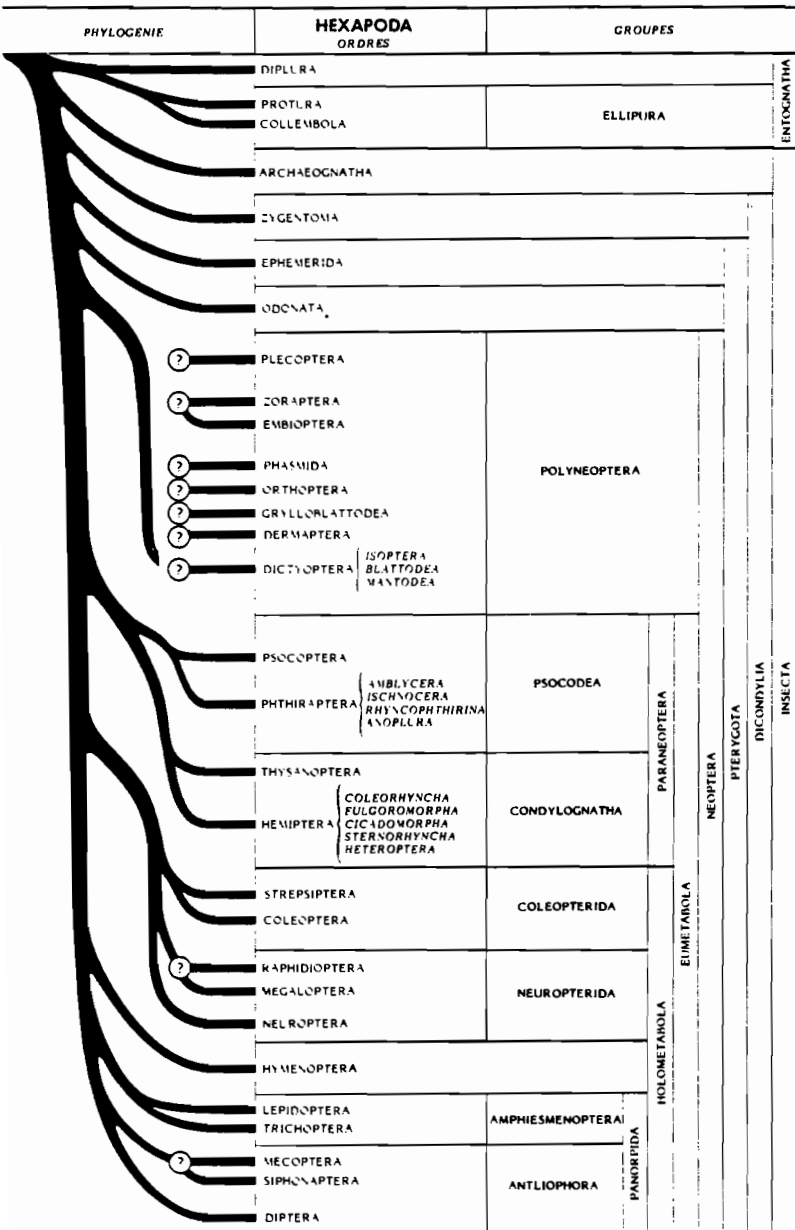 PHYLOGENIE
HEXAPODA
ORDRES
GROUPES
DIPLURA
PROTURA
COLLEMBOLA
ELLIPURA
ENTOGNATHA
ARCHAEOGNATHA
ZYGENTOMA
EPHEMERIDA
ODONATA
? PLECOPTERA
? ZORAPTERA
EMBIOPTERA
? PHASMIDA
? ORTHOPTERA
? GRYLLOBLATTODEA
? DERMAPTERA
? DICTYOPTERA
ISOPTERA
BLATTODEA
MANTODEA
POLYNEOPTERA
PSOCOPTERA
PHTHIRAPTERA
AMBLYCERA
ISCHNOCERA
RHYNCOPHTHIRINA
ANOPLURA
PSOCODEA
THYSANOPTERA
HEMIPTERA
COLEORHYNCHA
FULGOROMORPHA
CICADOMORPHA
STERNORHYNCHA
HETEROPTERA
CONDYLOGNATHA
PARANEOPTERA
STREPSIPTERA
COLEOPTERA
COLEOPTERIDA
? RAPHIDIOPTERA
MEGALOPTERA
NEUROPTERA
NEUROPTERIDA
HYMENOPTERA
LEPIDOPTERA
TRICHOPTERA
AMPHIESMENOPTERA
? MECOPTERA
SIPHONAPTERA
DIPTERA
ANTLIOPHORA
PANORPIDA
HOLOMETABOLA
EUMETABOLA
NEOPTERA
PTERYGOTA
DICONDYLIA
INSECTA